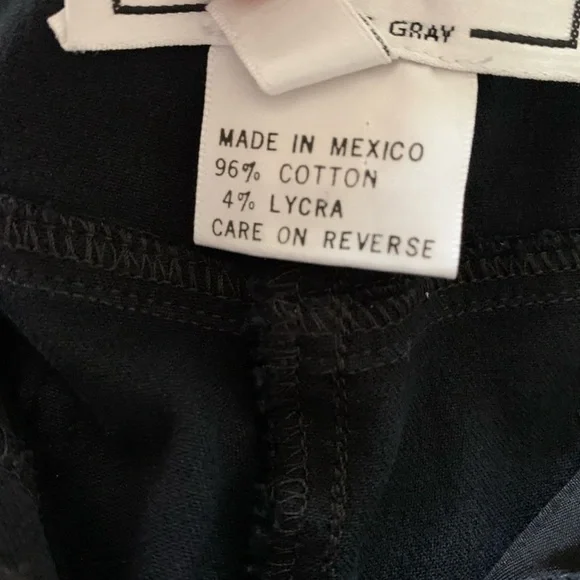 GRAY
MADE IN MEXICO
96% COTTON
4% LYCRA
CARE ON REVERSE